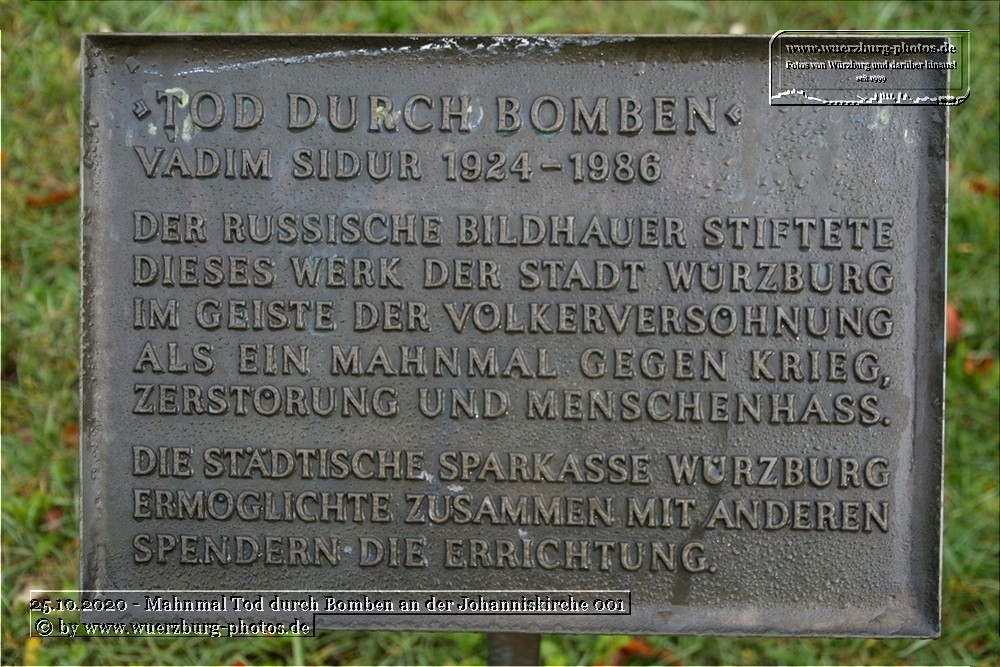 www.wuerzburg-photos.de
Fotos von Würzburg und darüber hinaus!
seit 1999
»TOD DURCH BOMBEN«
VADIM SIDUR 1924–1986
DER RUSSISCHE BILDHAUER STIFTETE
DIESES WERK DER STADT WÜRZBURG
IM GEISTE DER VÖLKERVERSÖHNUNG
ALS EIN MAHNMAL GEGEN KRIEG,
ZERSTÖRUNG UND MENSCHENHASS.
DIE STÄDTISCHE SPARKASSE WÜRZBURG
ERMÖGLICHTE ZUSAMMEN MIT ANDEREN
SPENDERN DIE ERRICHTUNG.
25.10.2020 - Mahnmal Tod durch Bomben an der Johanniskirche 001
© by www.wuerzburg-photos.de